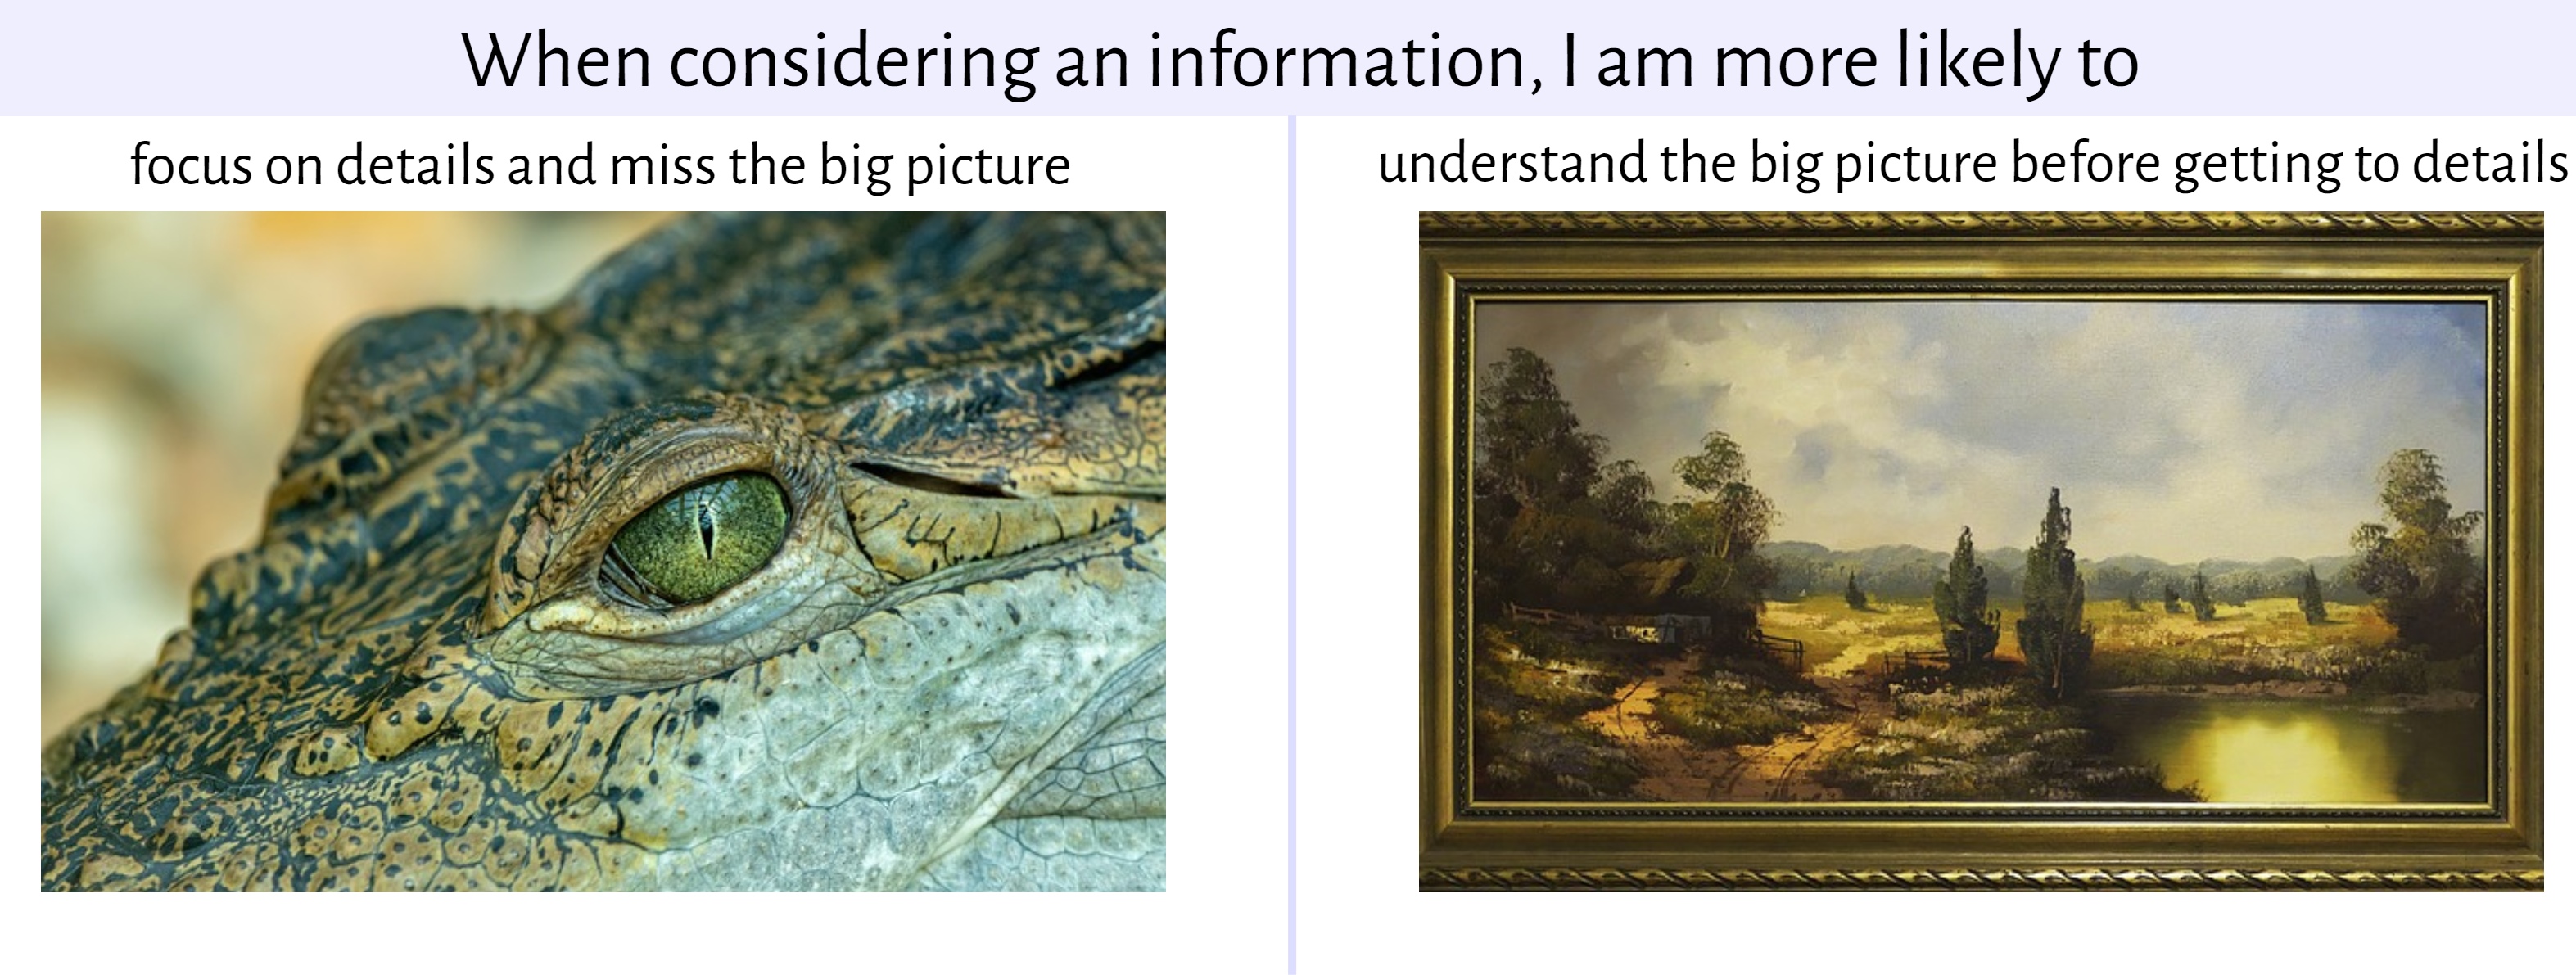 When considering an information, I am more likely to
focus on details and miss the big picture
understand the big picture before getting to details